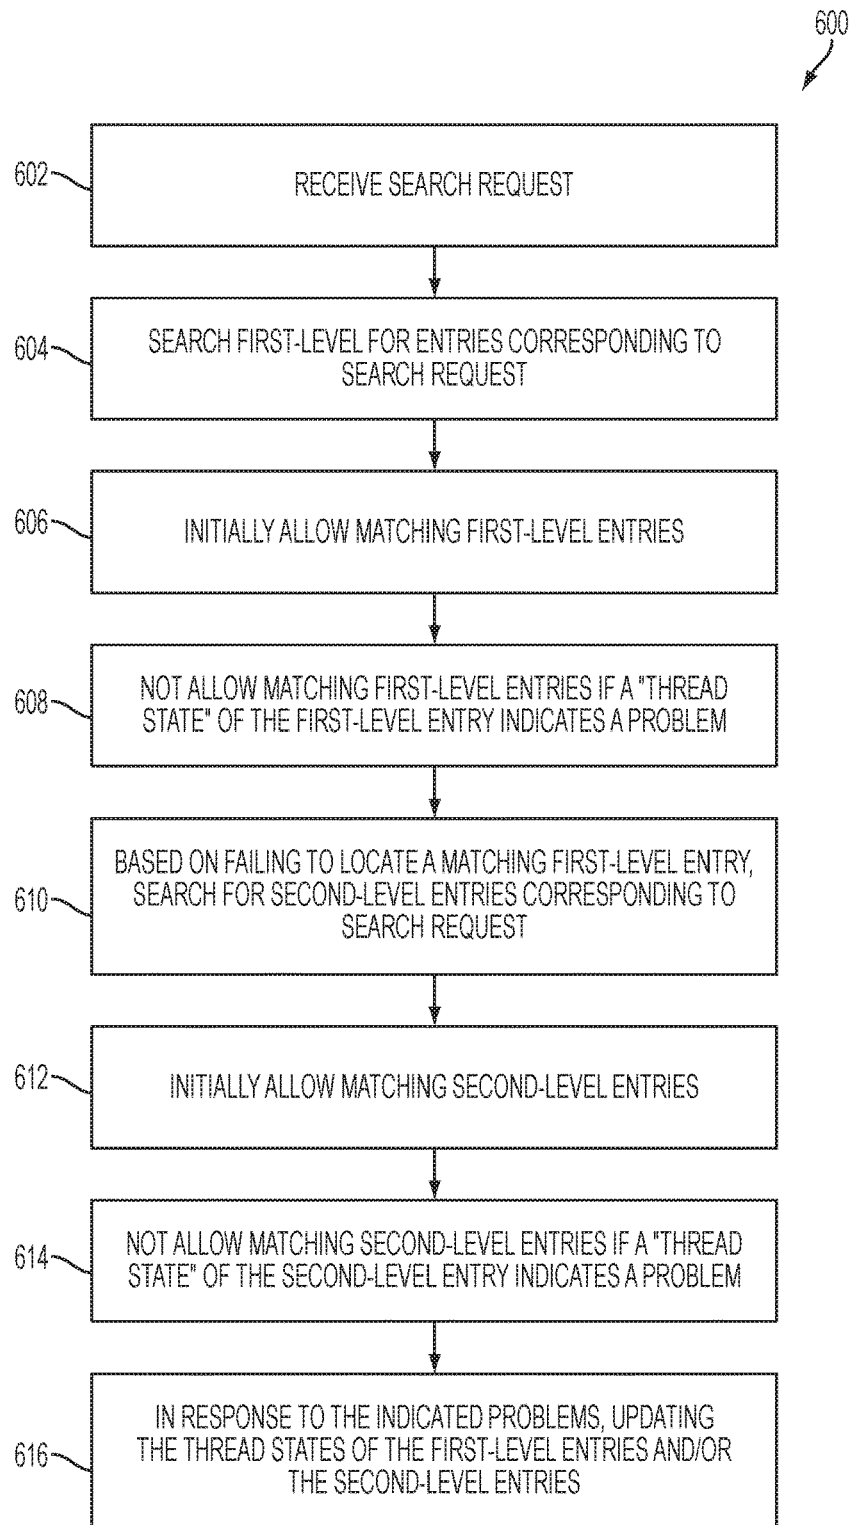 600
602
RECEIVE SEARCH REQUEST
604
SEARCH FIRST-LEVEL FOR ENTRIES CORRESPONDING TO
SEARCH REQUEST
606
INITIALLY ALLOW MATCHING FIRST-LEVEL ENTRIES
608
NOT ALLOW MATCHING FIRST-LEVEL ENTRIES IF A "THREAD
STATE" OF THE FIRST-LEVEL ENTRY INDICATES A PROBLEM
610
BASED ON FAILING TO LOCATE A MATCHING FIRST-LEVEL ENTRY,
SEARCH FOR SECOND-LEVEL ENTRIES CORRESPONDING TO
SEARCH REQUEST
612
INITIALLY ALLOW MATCHING SECOND-LEVEL ENTRIES
614
NOT ALLOW MATCHING SECOND-LEVEL ENTRIES IF A "THREAD
STATE" OF THE SECOND-LEVEL ENTRY INDICATES A PROBLEM
616
IN RESPONSE TO THE INDICATED PROBLEMS, UPDATING
THE THREAD STATES OF THE FIRST-LEVEL ENTRIES AND/OR
THE SECOND-LEVEL ENTRIES